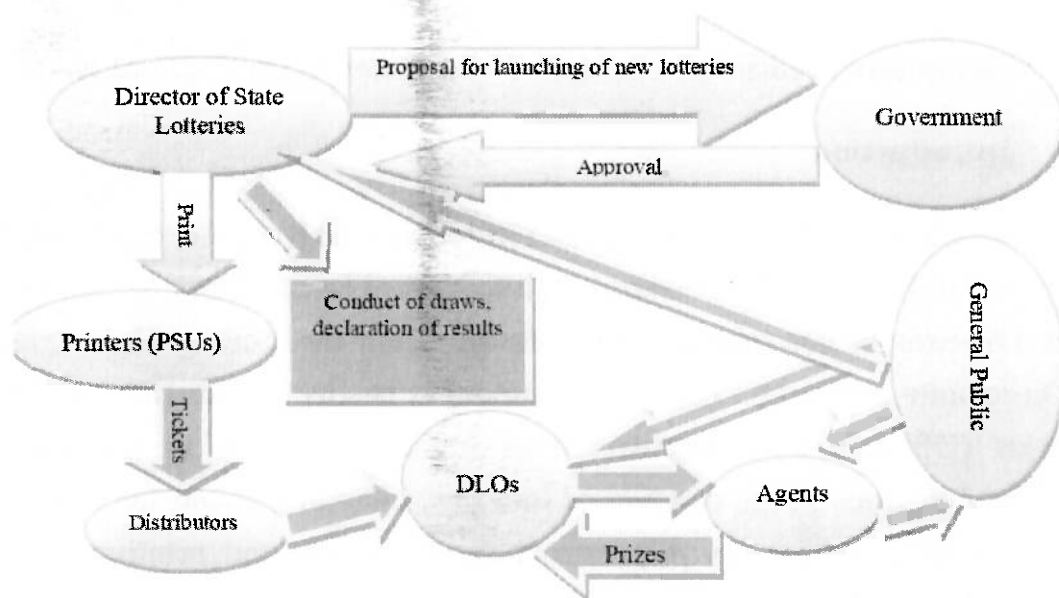 Proposal for launching of new lotteries
Director of State
Lotteries
Government
Approval
Print
Conduct of draws,
declaration of results
General Public
Printers (PSUs)
Tickets
DLOs
Agents
Distributors
Prizes